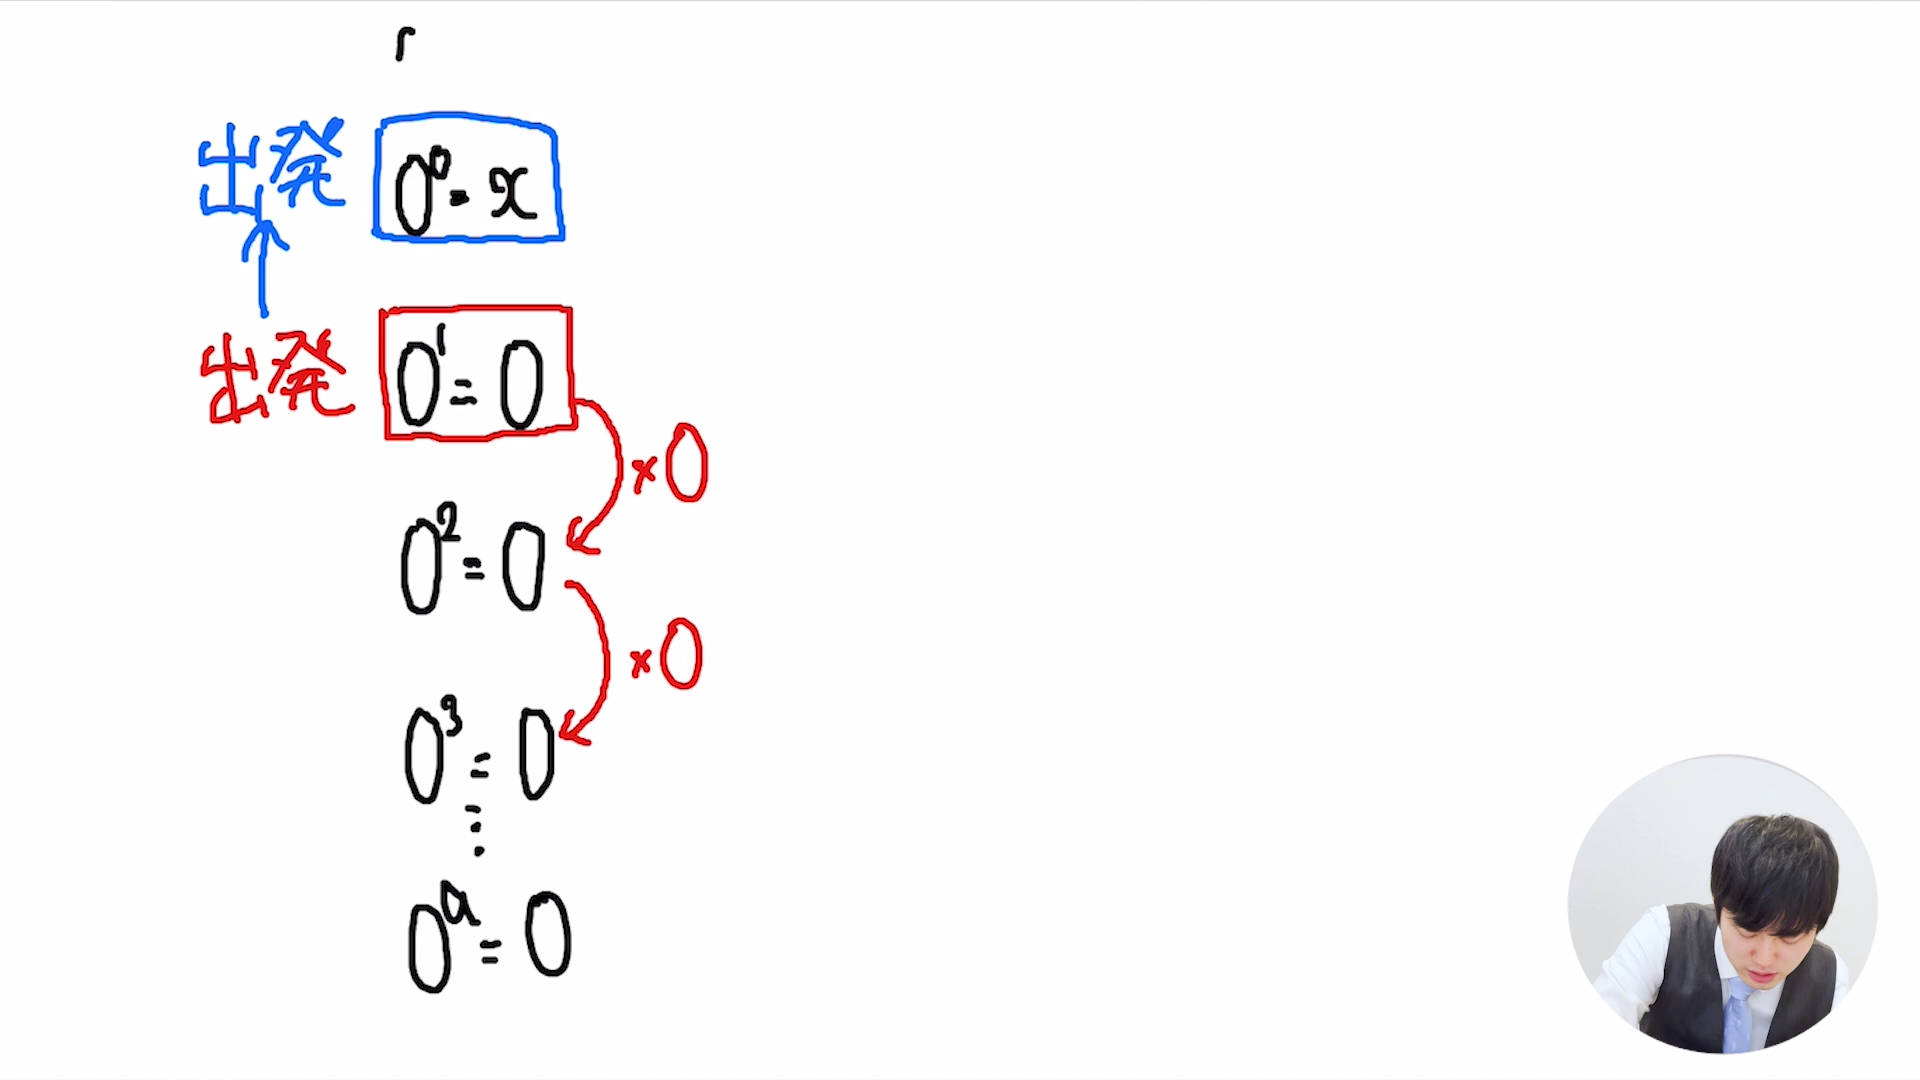 r
出発 0⁰ = x
出発 0¹ = 0
×0
0² = 0
×0
0³ = 0
⋮
0ᵃ = 0